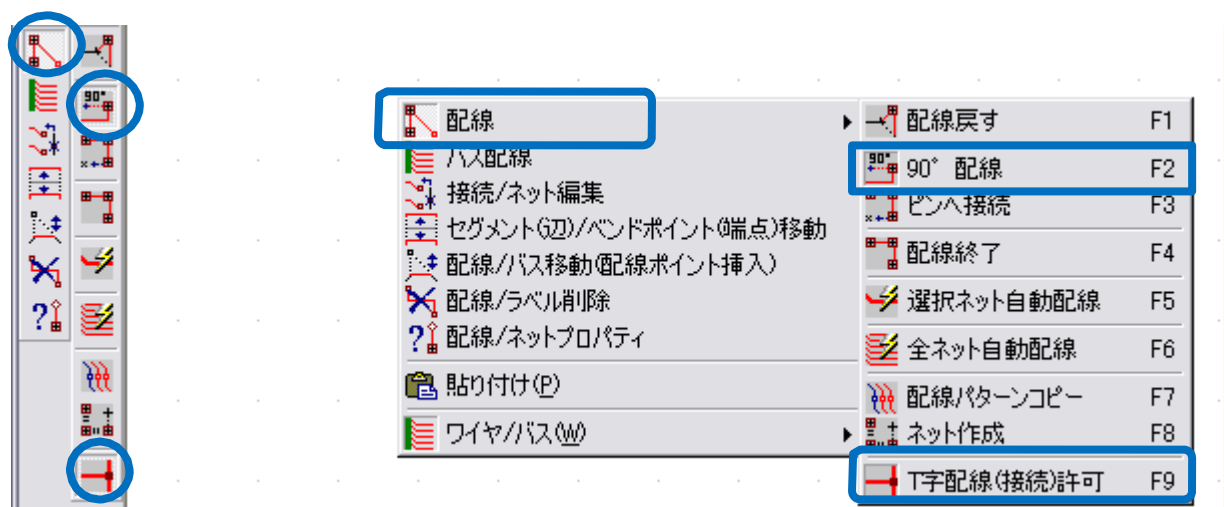 90°
配線
バス配線
接続/ネット編集
セグメント(辺)/ベンドポイント(端点)移動
配線/バス移動(配線ポイント挿入)
配線/ラベル削除
配線/ネットプロパティ
貼り付け(P)
ワイヤ/バス(W)
配線戻す F1
90° 90° 配線 F2
ピンへ接続 F3
配線終了 F4
選択ネット自動配線 F5
全ネット自動配線 F6
配線パターンコピー F7
ネット作成 F8
T字配線(接続)許可 F9